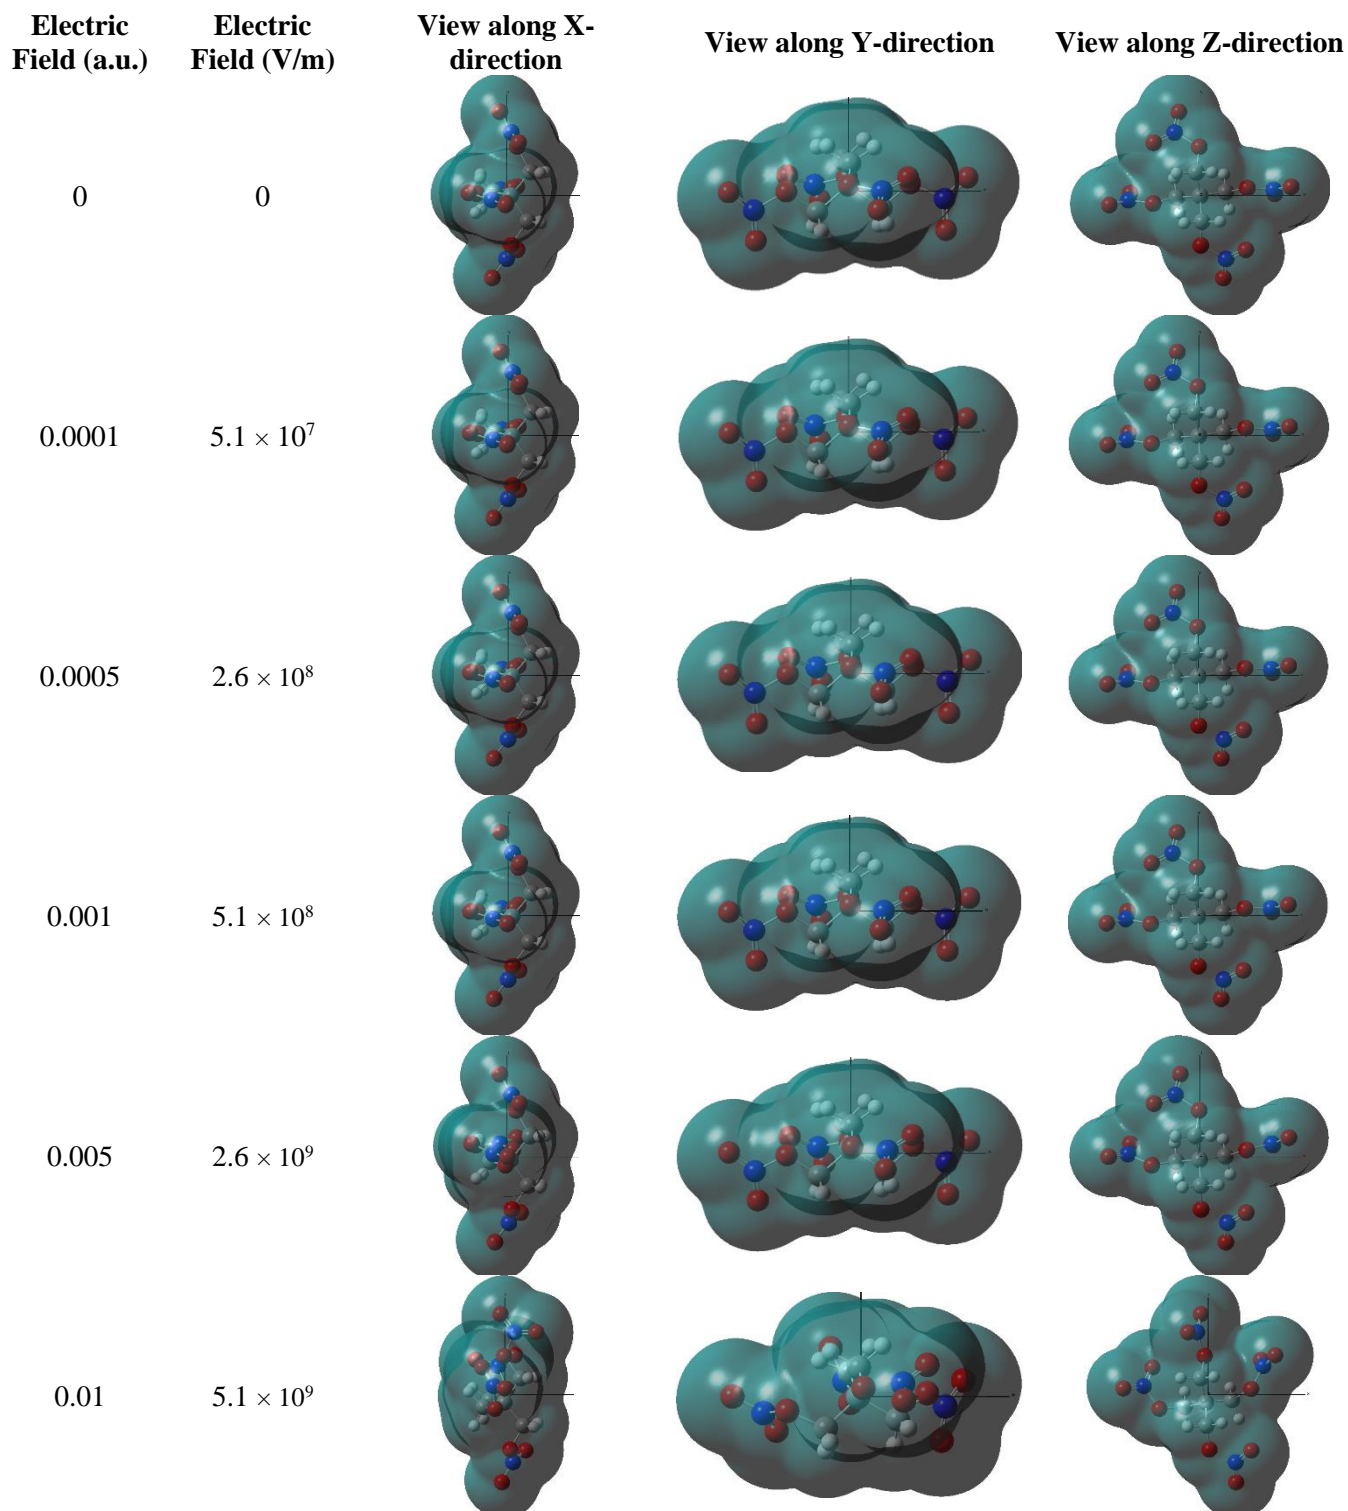 Electric Field (a.u.) Electric Field (V/m) View along X-direction View along Y-direction View along Z-direction
0 0
0.0001 5.1 × 10⁷
0.0005 2.6 × 10⁸
0.001 5.1 × 10⁸
0.005 2.6 × 10⁹
0.01 5.1 × 10⁹